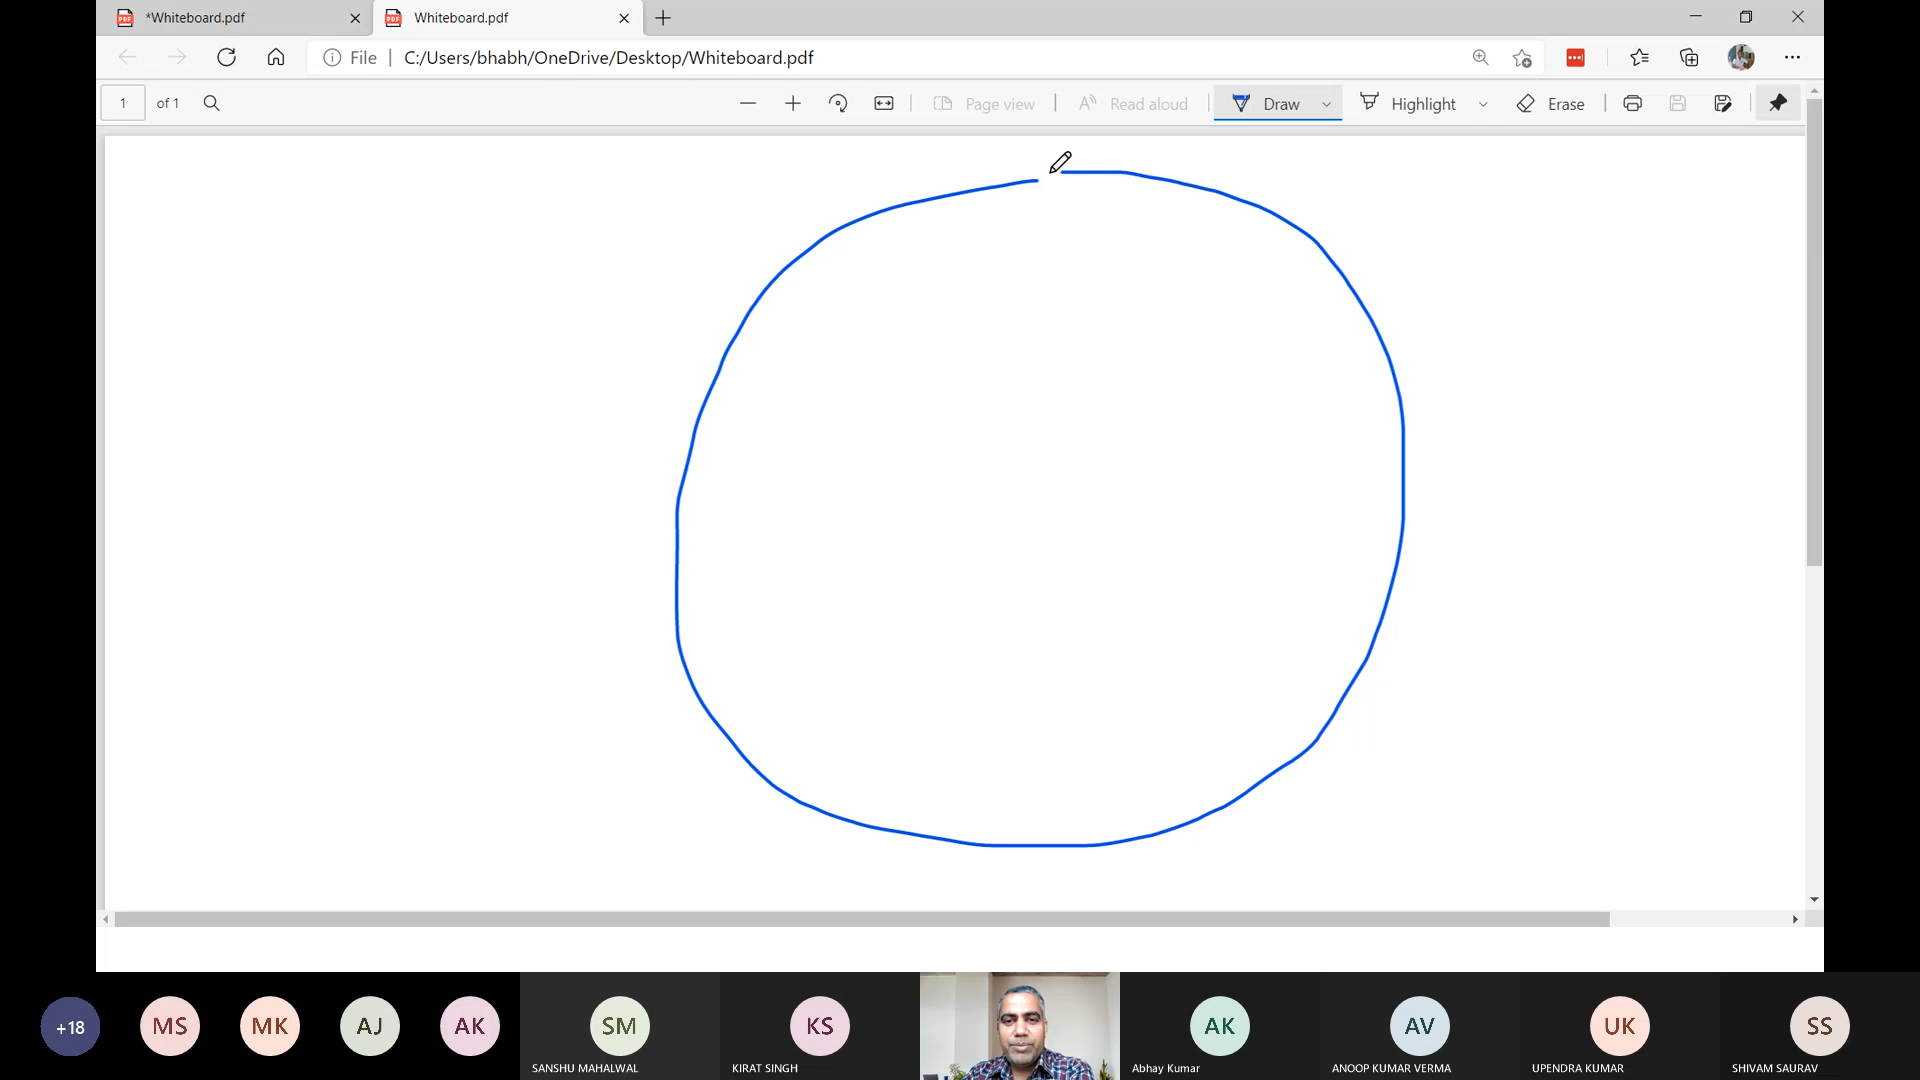 *Whiteboard.pdf
Whiteboard.pdf
File C:/Users/bhabh/OneDrive/Desktop/Whiteboard.pdf
1 of 1 Page view Read aloud Draw Highlight Erase
+18 MS MK AJ AK SM KS AK AV UK SS
SANSHU MAHALWAL KIRAT SINGH Abhay Kumar ANOOP KUMAR VERMA UPENDRA KUMAR SHIVAM SAURAV